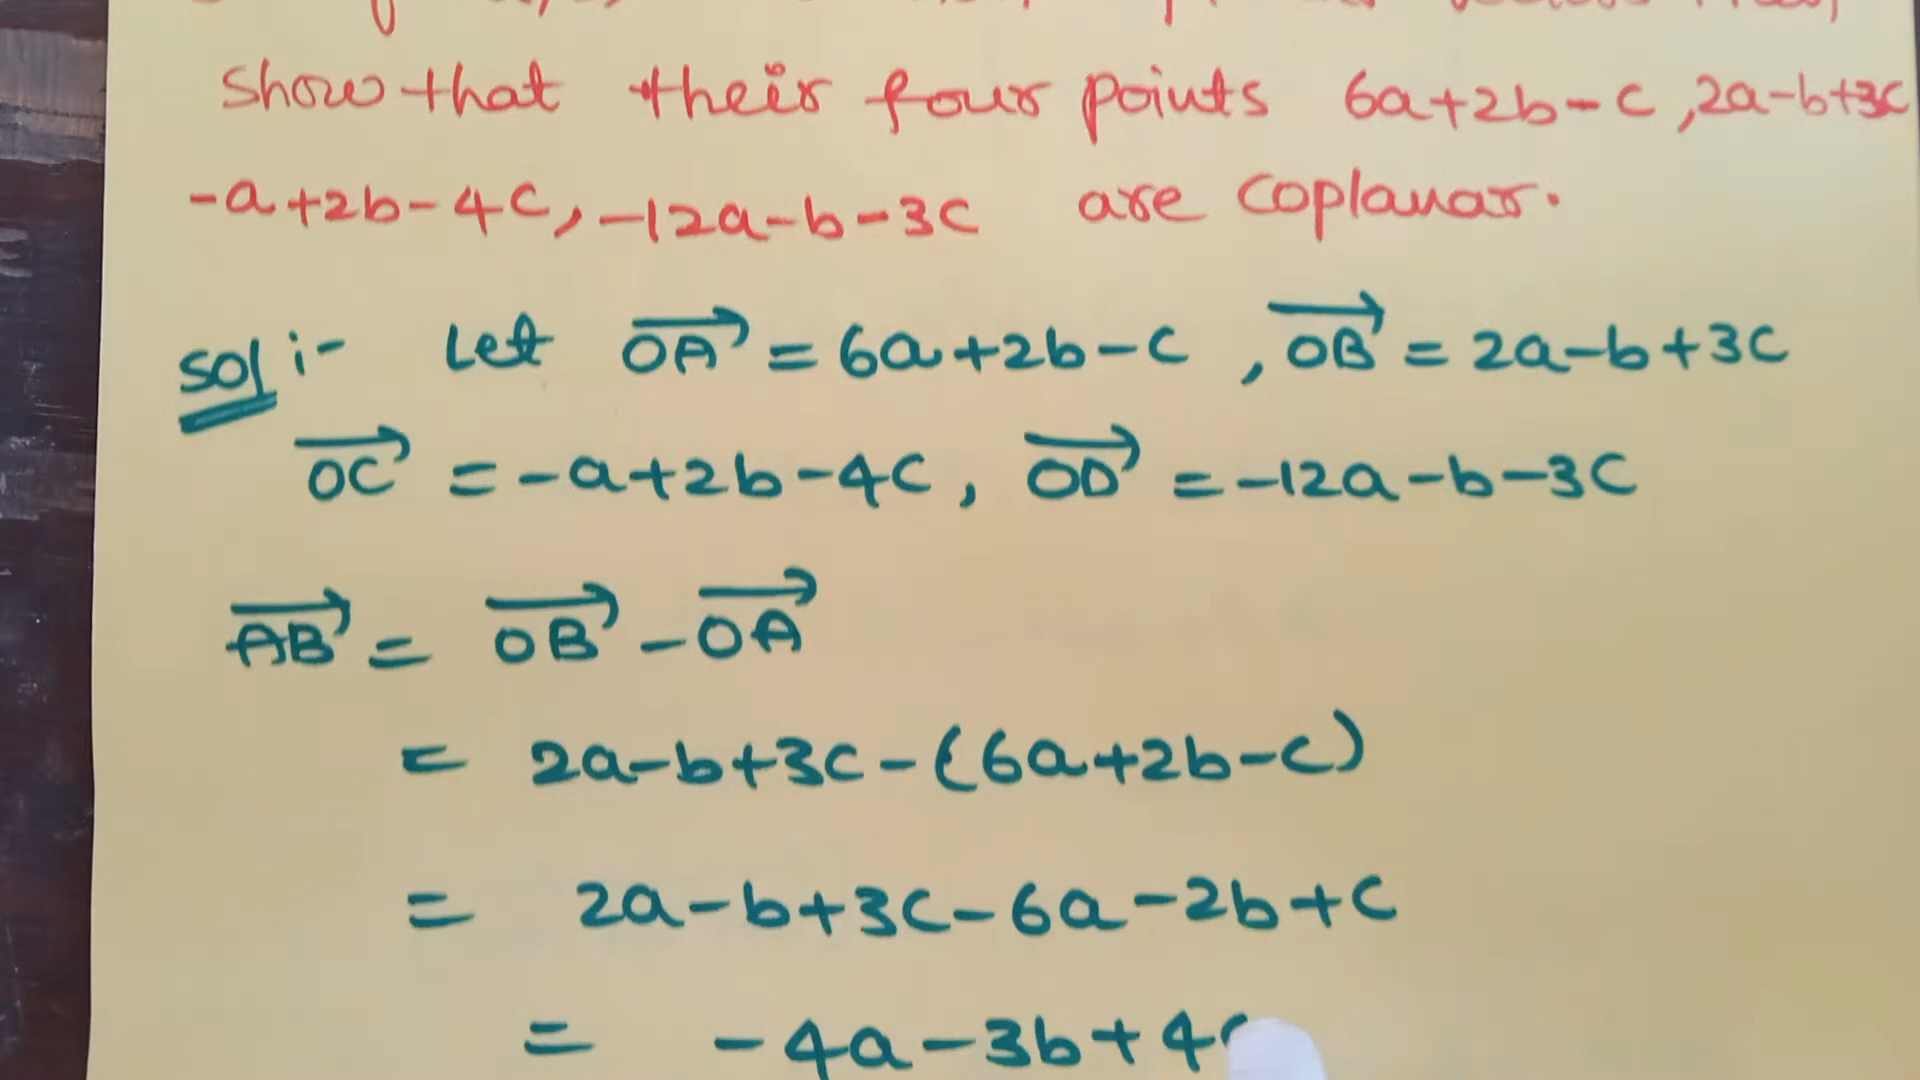 show that their four points 6a+2b-c, 2a-b+3c
-a+2b-4c, -12a-b-3c are coplanar.
Sol:- Let OA⃗ = 6a+2b-c, OB⃗ = 2a-b+3c
OC⃗ = -a+2b-4c, OD⃗ = -12a-b-3c
AB⃗ = OB⃗ - OA⃗
= 2a-b+3c-(6a+2b-c)
= 2a-b+3c-6a-2b+c
= -4a-3b+4c